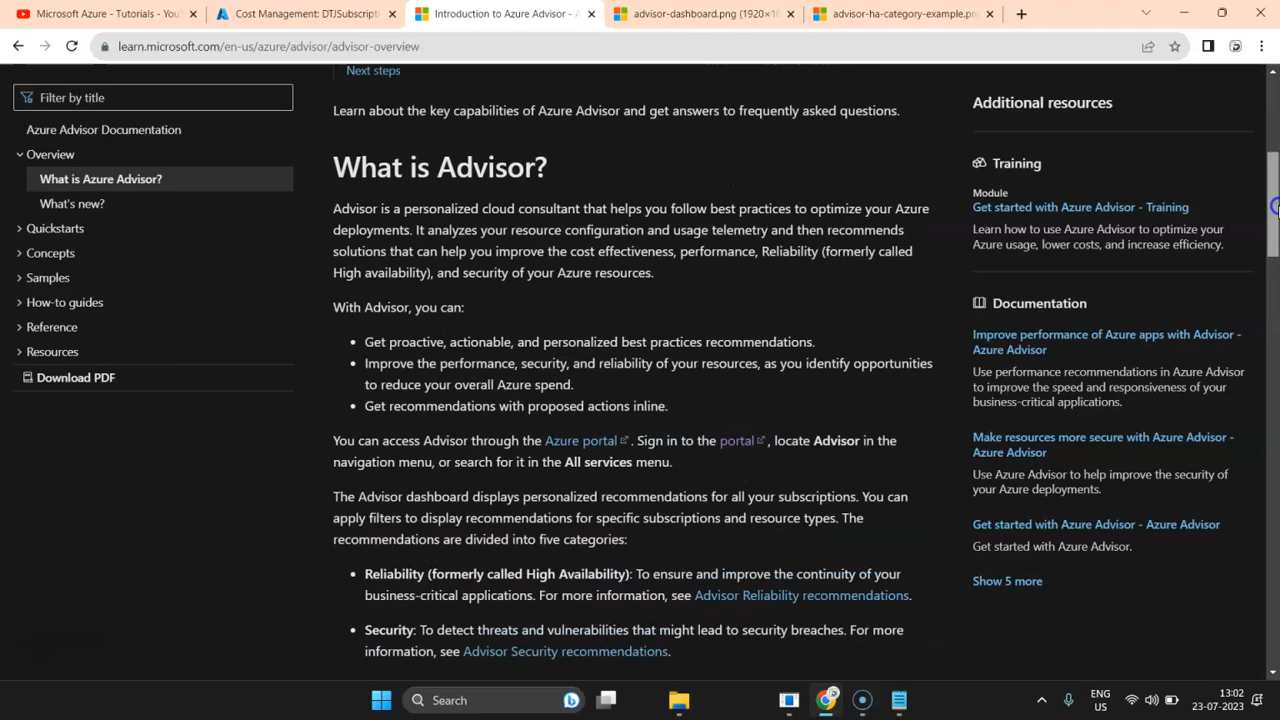 Microsoft Azure - Tutorials - You
Cost Management: DTJSubscripti
Introduction to Azure Advisor - A
advisor-dashboard.png (1920×10
advisor-ha-category-example.pn
learn.microsoft.com/en-us/azure/advisor/advisor-overview
Filter by title
Azure Advisor Documentation
Overview
What is Azure Advisor?
What's new?
Quickstarts
Concepts
Samples
How-to guides
Reference
Resources
Download PDF
Next steps
Learn about the key capabilities of Azure Advisor and get answers to frequently asked questions.
What is Advisor?
Advisor is a personalized cloud consultant that helps you follow best practices to optimize your Azure
deployments. It analyzes your resource configuration and usage telemetry and then recommends
solutions that can help you improve the cost effectiveness, performance, Reliability (formerly called
High availability), and security of your Azure resources.
With Advisor, you can:
• Get proactive, actionable, and personalized best practices recommendations.
• Improve the performance, security, and reliability of your resources, as you identify opportunities
to reduce your overall Azure spend.
• Get recommendations with proposed actions inline.
You can access Advisor through the Azure portal. Sign in to the portal, locate Advisor in the
navigation menu, or search for it in the All services menu.
The Advisor dashboard displays personalized recommendations for all your subscriptions. You can
apply filters to display recommendations for specific subscriptions and resource types. The
recommendations are divided into five categories:
• Reliability (formerly called High Availability): To ensure and improve the continuity of your
business-critical applications. For more information, see Advisor Reliability recommendations.
• Security: To detect threats and vulnerabilities that might lead to security breaches. For more
information, see Advisor Security recommendations.
Additional resources
Training
Module
Get started with Azure Advisor - Training
Learn how to use Azure Advisor to optimize your
Azure usage, lower costs, and increase efficiency.
Documentation
Improve performance of Azure apps with Advisor -
Azure Advisor
Use performance recommendations in Azure Advisor
to improve the speed and responsiveness of your
business-critical applications.
Make resources more secure with Azure Advisor -
Azure Advisor
Use Azure Advisor to help improve the security of
your Azure deployments.
Get started with Azure Advisor - Azure Advisor
Get started with Azure Advisor.
Show 5 more
Search
ENG
US
13:02
23-07-2023